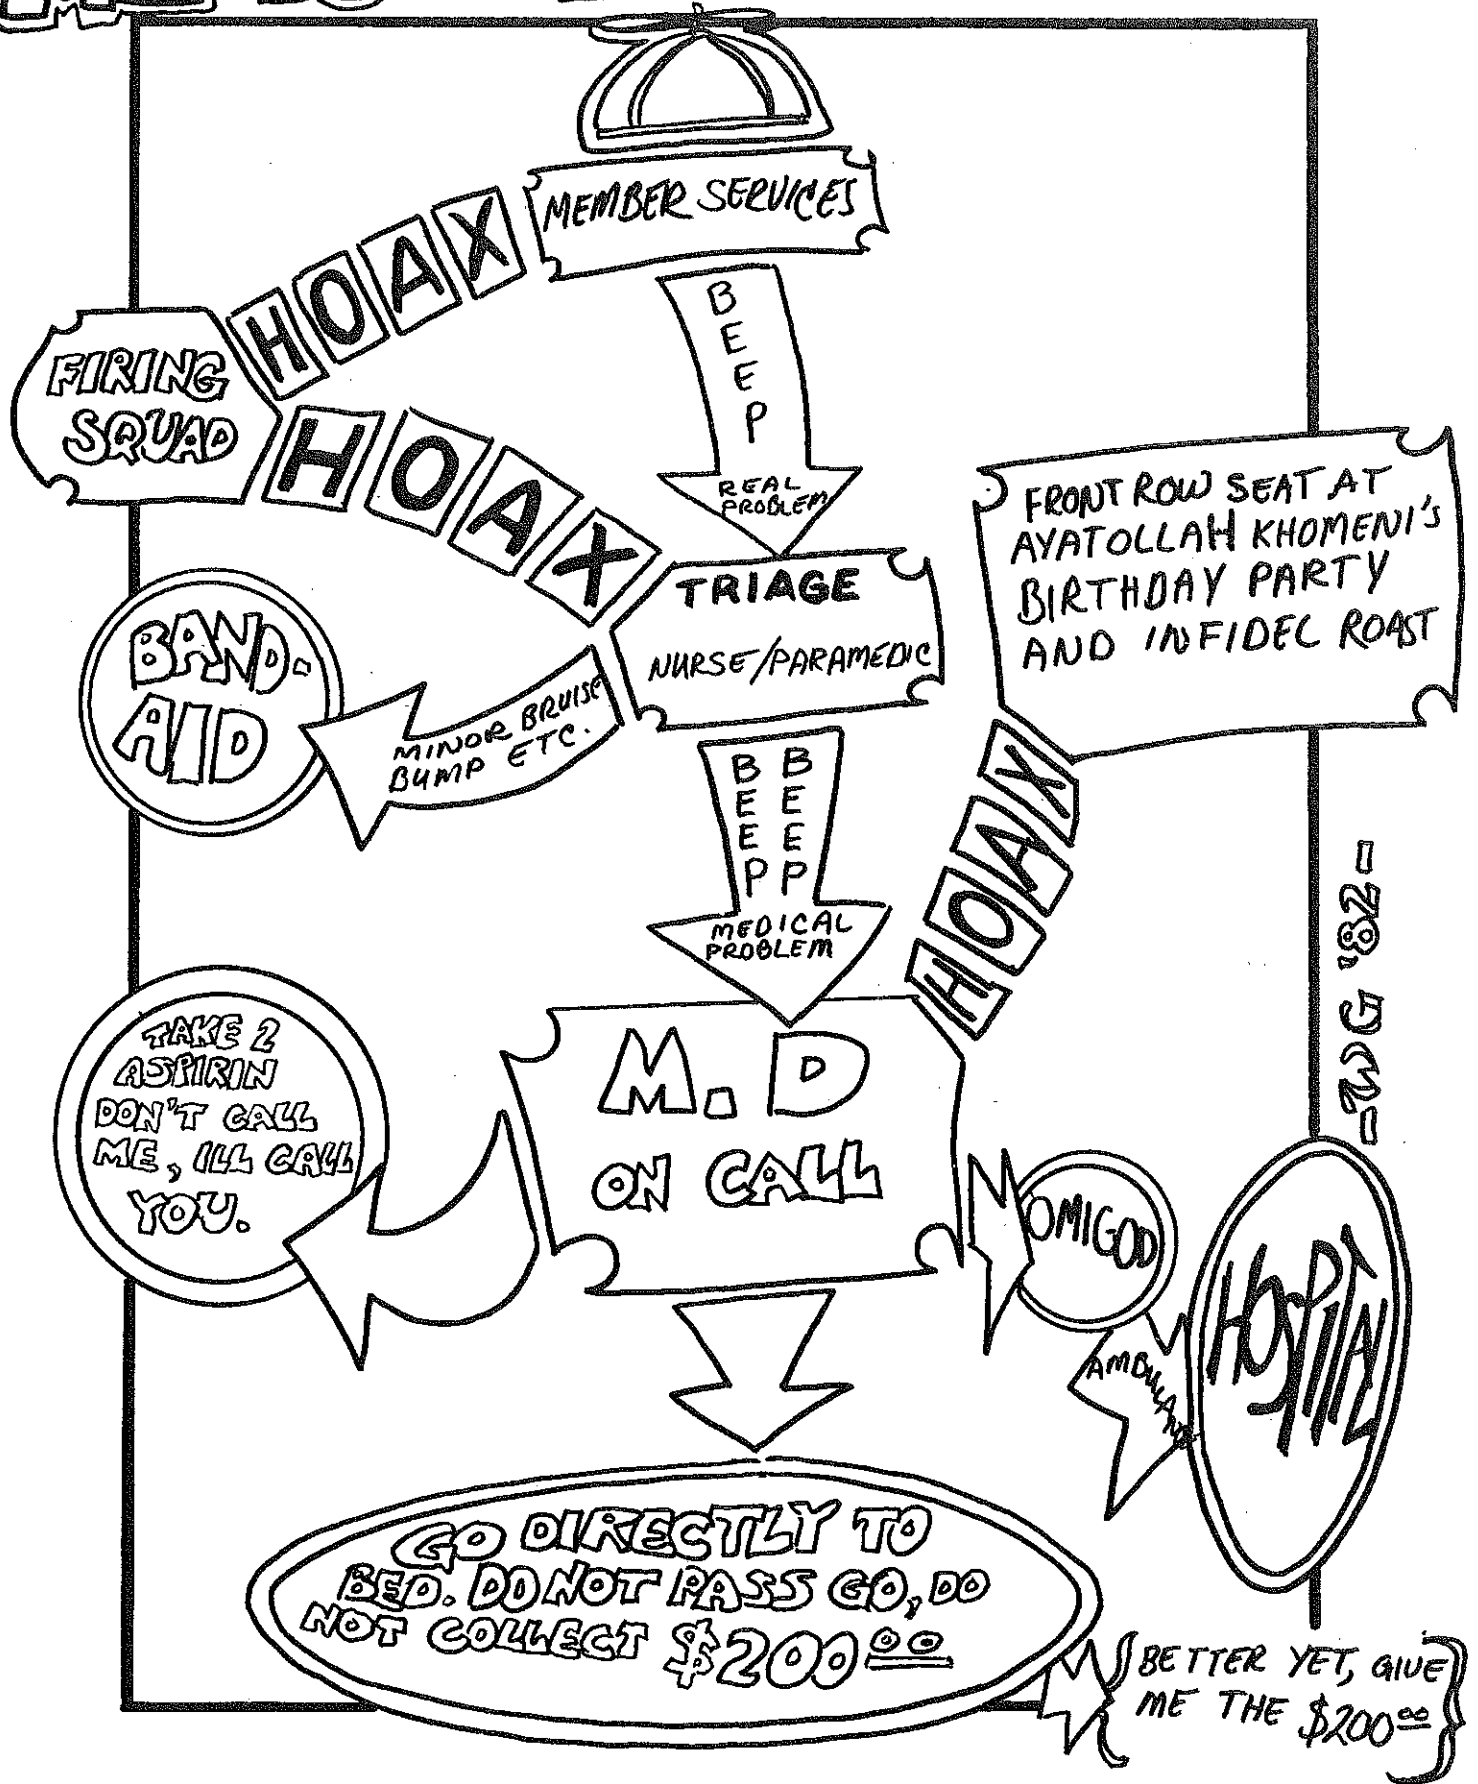 MEMBER SERVICES
HOAX
FIRING
SQUAD
BEEP
REAL
PROBLEM
HOAX
TRIAGE
NURSE/PARAMEDIC
FRONT ROW SEAT AT
AYATOLLAH KHOMENI'S
BIRTHDAY PARTY
AND INFIDEL ROAST
BAND-
AID
MINOR BRUISE
BUMP ETC.
BEEP BEEP
MEDICAL
PROBLEM
HOAX
-WG '82-
TAKE 2
ASPIRIN
DON'T CALL
ME, ILL CALL
YOU.
M.D
ON CALL
OMIGOD
AMBULANCE
HOSPITAL
GO DIRECTLY TO
BED. DO NOT PASS GO, DO
NOT COLLECT $200.00
{BETTER YET, GIVE
ME THE $200.00}